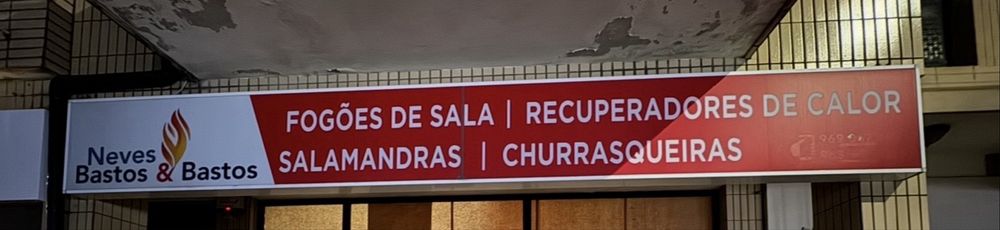 Neves
Bastos & Bastos
FOGÕES DE SALA | RECUPERADORES DE CALOR
SALAMANDRAS | CHURRASQUEIRAS